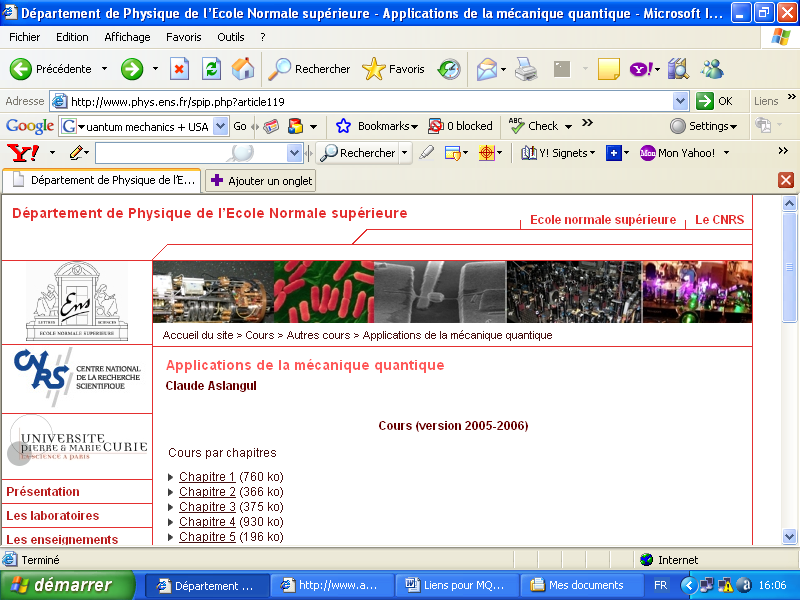 Département de Physique de l'Ecole Normale supérieure - Applications de la mécanique quantique - Microsoft I...
Fichier Edition Affichage Favoris Outils ?
Précédente Rechercher Favoris
Adresse http://www.phys.ens.fr/spip.php?article119 OK Liens »
Google G uantum mechanics + USA Go Bookmarks 0 blocked ABC Check » Settings
Y! Rechercher Y! Signets Mon Yahoo! »
Département de Physique de l'E... Ajouter un onglet
Département de Physique de l'Ecole Normale supérieure
Ecole normale supérieure Le CNRS
Ens
LETTRES SCIENCES
ECOLE NORMALE SUPERIEURE
Accueil du site > Cours > Autres cours > Applications de la mécanique quantique
CNRS
CENTRE NATIONAL
DE LA RECHERCHE
SCIENTIFIQUE
Applications de la mécanique quantique
Claude Aslangul
Cours (version 2005-2006)
UNIVERSITE
PIERRE & MARIE CURIE
LA SCIENCE A PARIS
Cours par chapitres
Chapitre 1 (760 ko)
Chapitre 2 (366 ko)
Chapitre 3 (375 ko)
Chapitre 4 (930 ko)
Chapitre 5 (196 ko)
Présentation
Les laboratoires
Les enseignements
Terminé Internet
démarrer Département ... http://www.a... Liens pour MQ... Mes documents FR 16:06